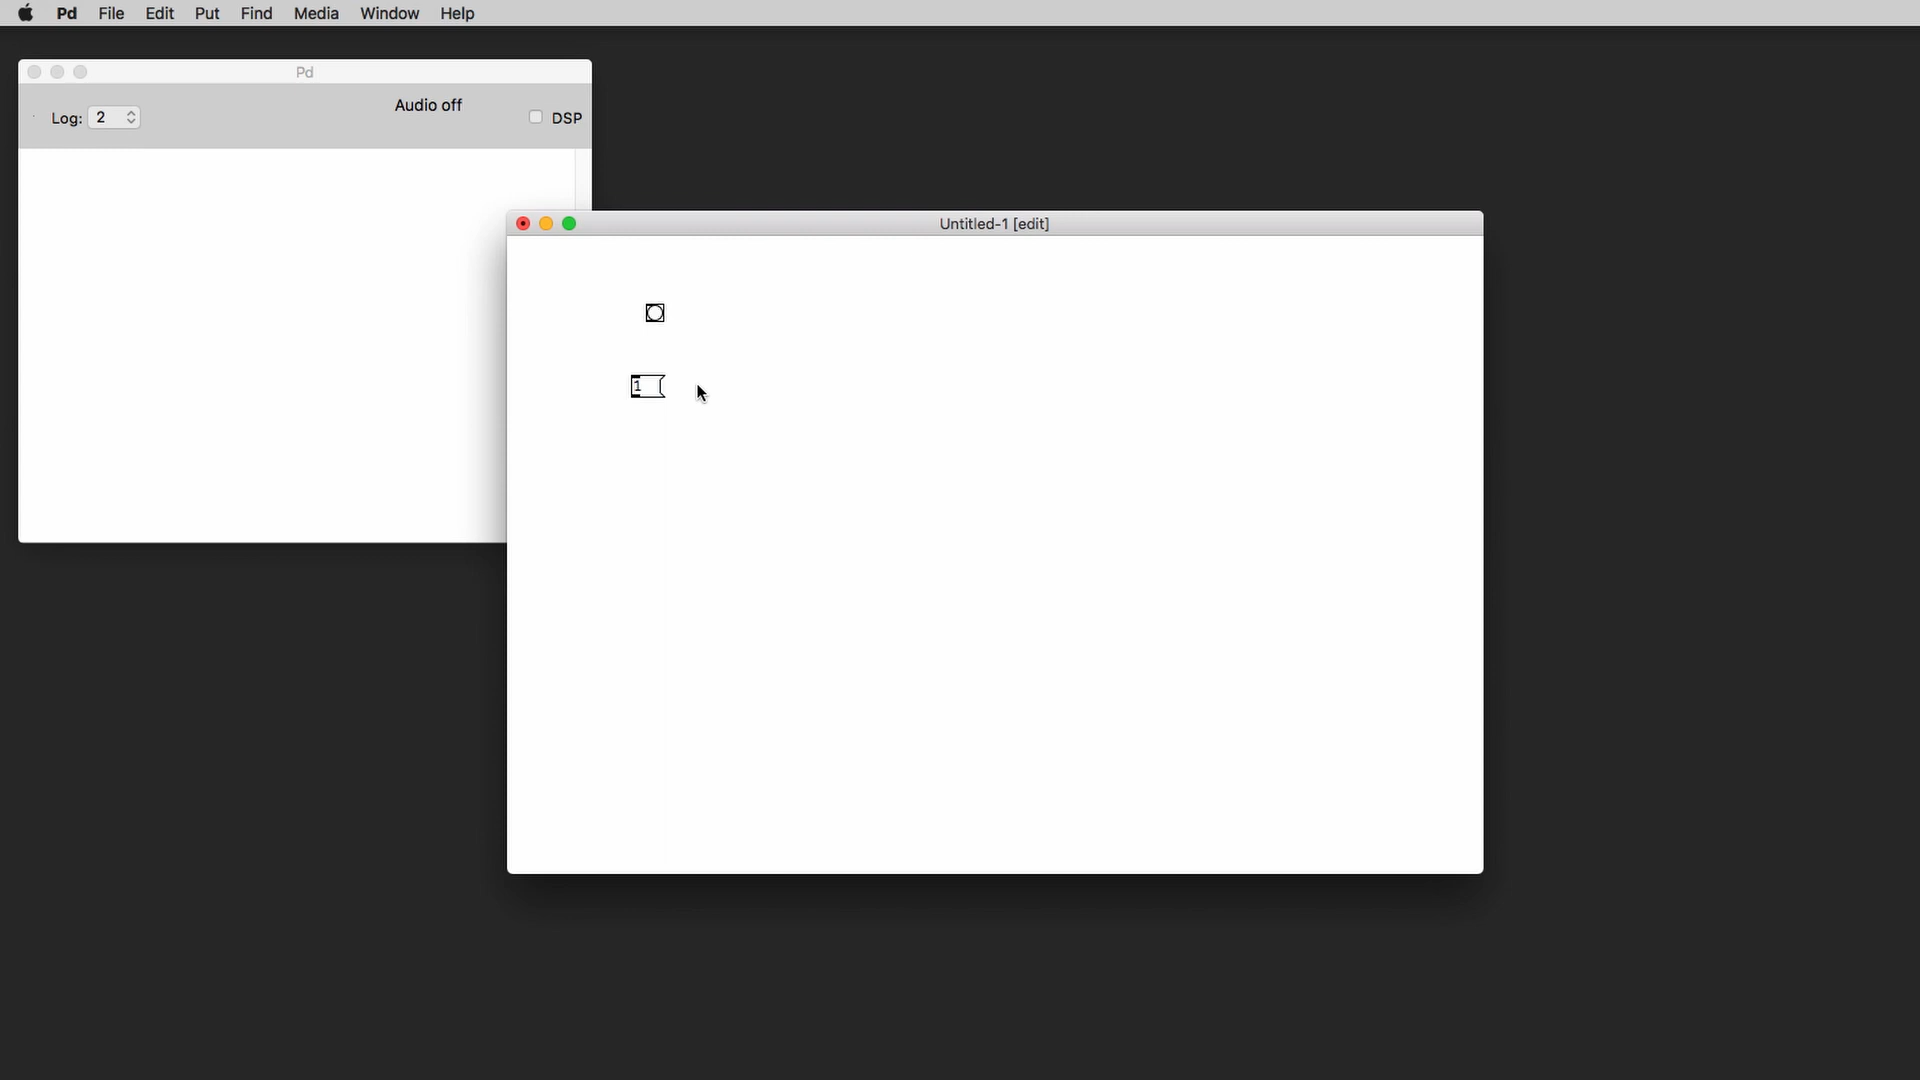 Pd File Edit Put Find Media Window Help
Pd
Audio off
Log: 2
DSP
Untitled-1 [edit]
1